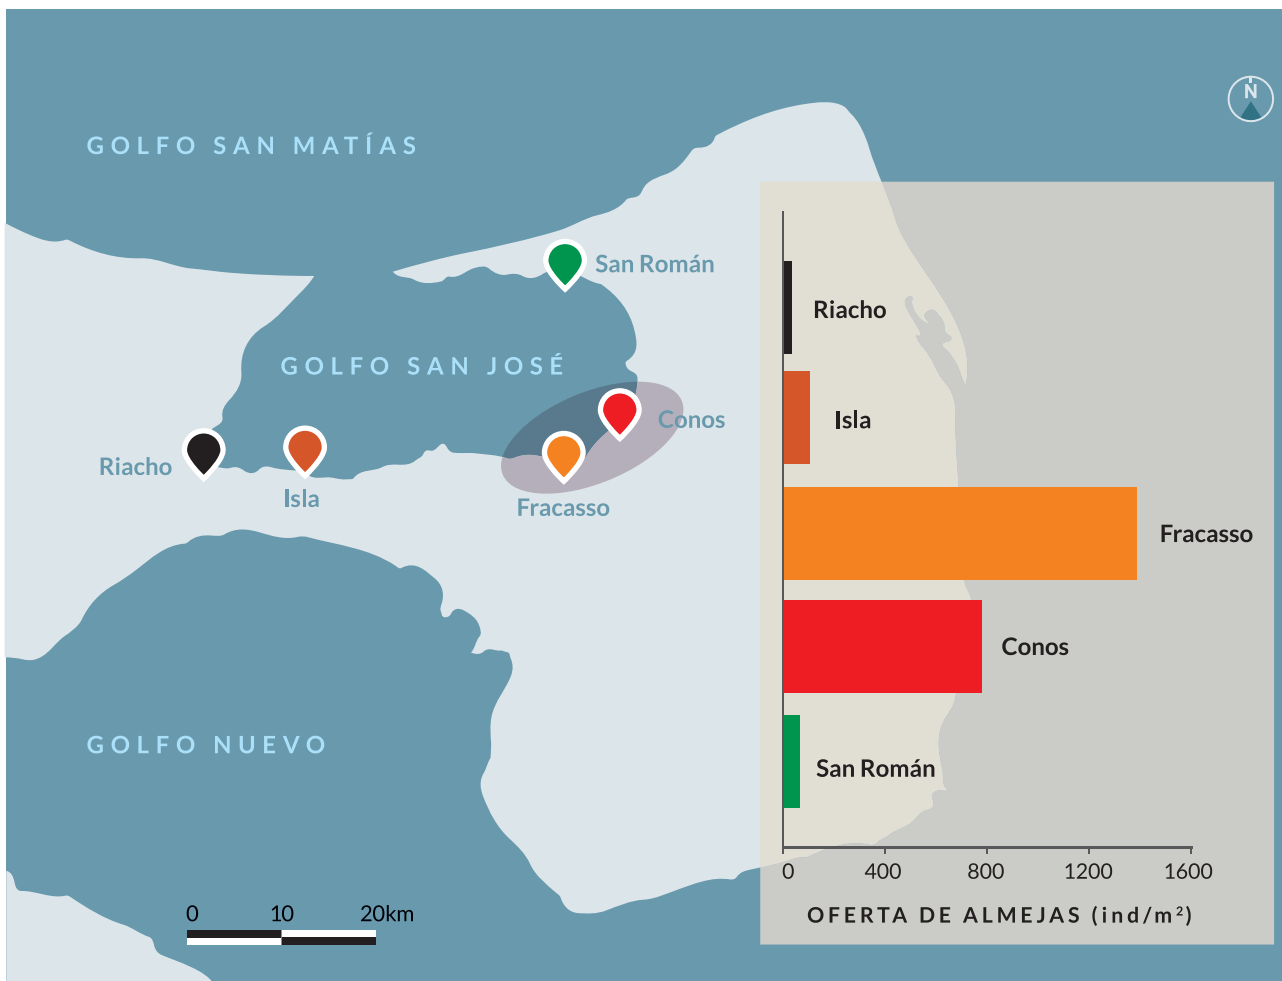 N
GOLFO SAN MATÍAS
San Román
GOLFO SAN JOSÉ
Conos
Riacho
Isla
Fracasso
GOLFO NUEVO
0 10 20km
Riacho
Isla
Fracasso
Conos
San Román
0 400 800 1200 1600
OFERTA DE ALMEJAS (ind/m²)